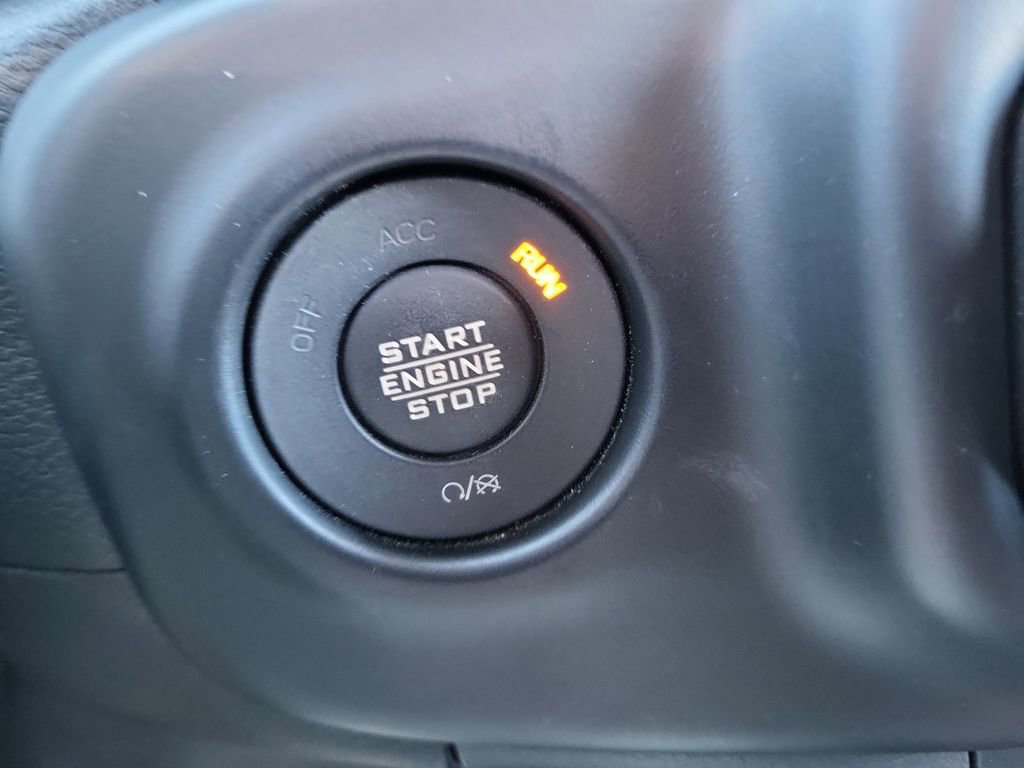 ACC
RUN
OFF
START
ENGINE
STOP